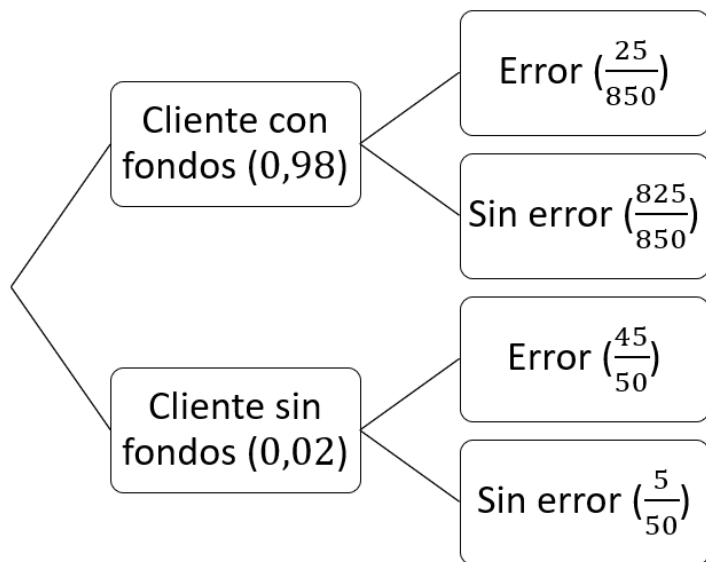 Cliente con
fondos (0,98)
Error (25/850)
Sin error (825/850)
Cliente sin
fondos (0,02)
Error (45/50)
Sin error (5/50)